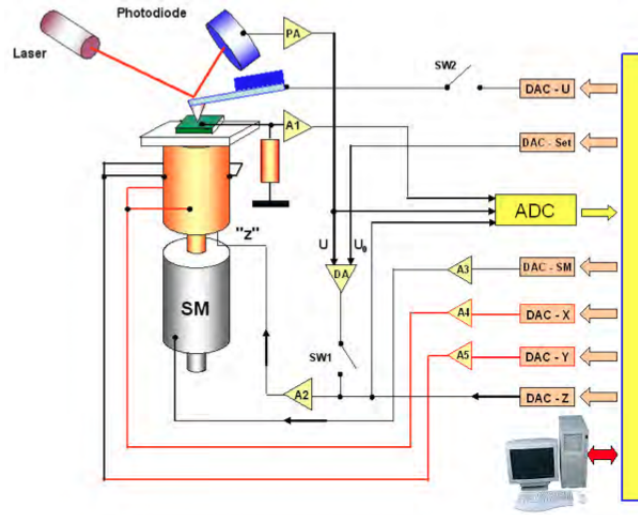 Photodiode
PA
Laser
SW2
DAC - U
A1
DAC - Set
ADC
"Z"
U
U₀
DA
A3
DAC - SM
SM
A4
DAC - X
SW1
A5
DAC - Y
A2
DAC - Z